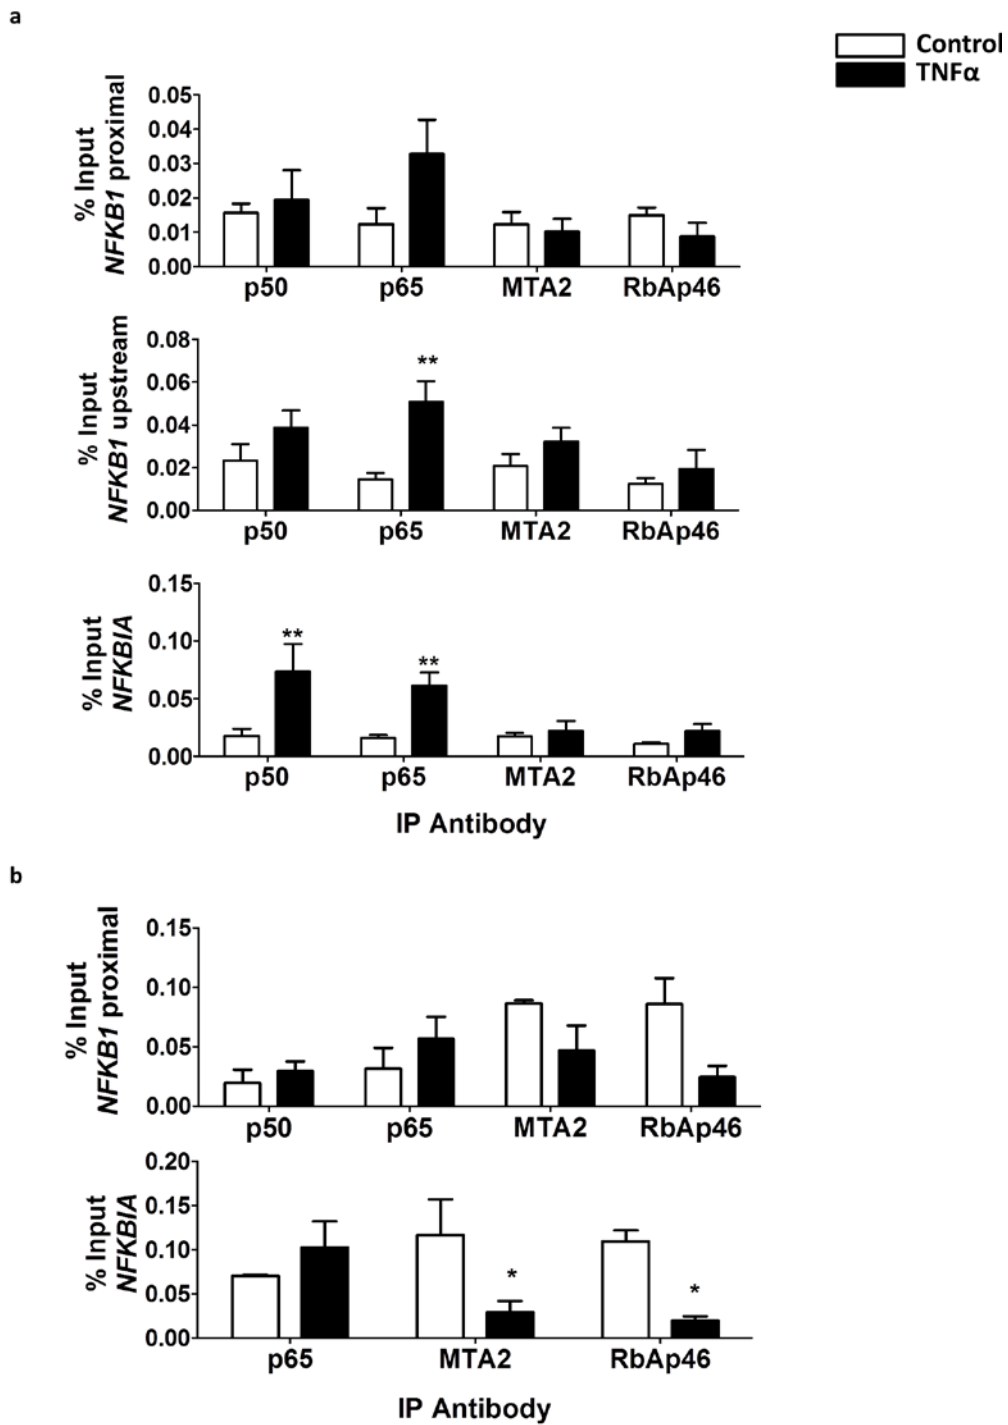 a
Control
TNFα
% Input
NFKB1 proximal
0.05
0.04
0.03
0.02
0.01
0.00
p50 p65 MTA2 RbAp46
% Input
NFKB1 upstream
0.08
0.06
0.04
0.02
0.00
**
p50 p65 MTA2 RbAp46
% Input
NFKBIA
0.15
0.10
0.05
0.00
** **
p50 p65 MTA2 RbAp46
IP Antibody
b
% Input
NFKB1 proximal
0.15
0.10
0.05
0.00
p50 p65 MTA2 RbAp46
% Input
NFKBIA
0.20
0.15
0.10
0.05
0.00
* *
p65 MTA2 RbAp46
IP Antibody